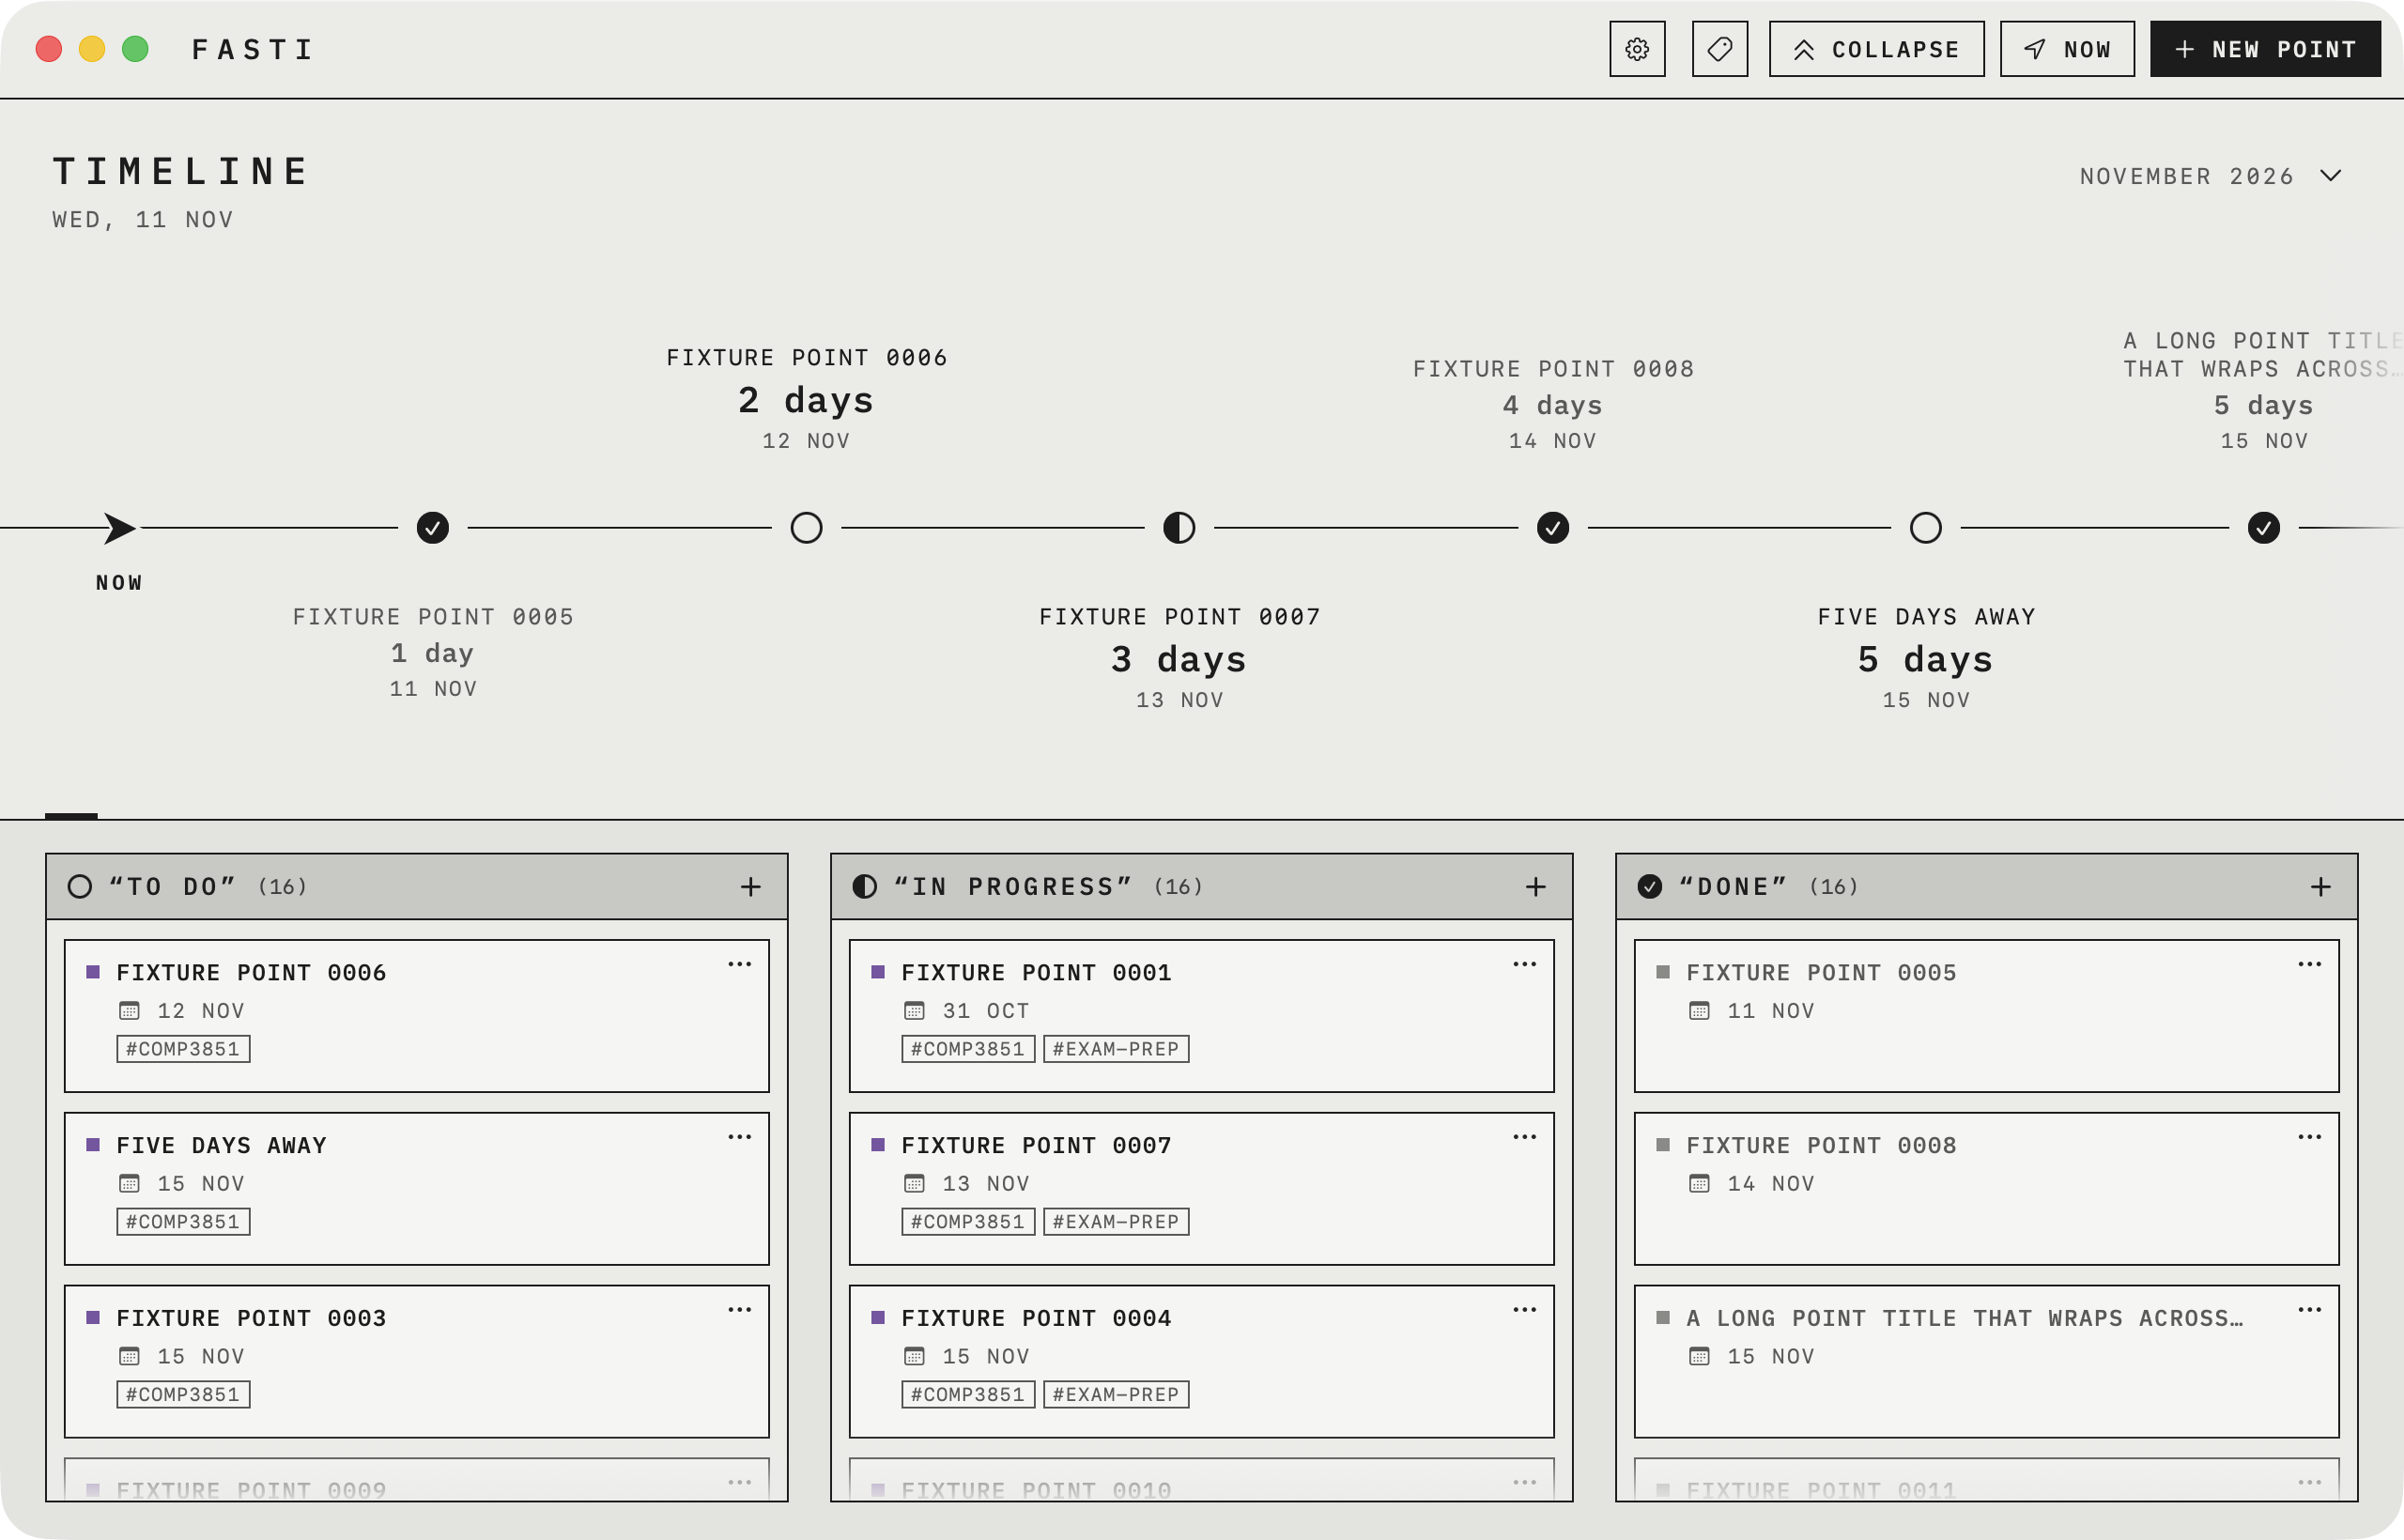 FASTI
COLLAPSE
NOW
NEW POINT
TIMELINE
NOVEMBER 2026
WED, 11 NOV
FIXTURE POINT 0006
2 days
12 NOV
FIXTURE POINT 0008
4 days
14 NOV
A LONG POINT TITLE
THAT WRAPS ACROSS…
5 days
15 NOV
NOW
FIXTURE POINT 0005
1 day
11 NOV
FIXTURE POINT 0007
3 days
13 NOV
FIVE DAYS AWAY
5 days
15 NOV
“TO DO” (16)
FIXTURE POINT 0006
12 NOV
#COMP3851
FIVE DAYS AWAY
15 NOV
#COMP3851
FIXTURE POINT 0003
15 NOV
#COMP3851
FIXTURE POINT 0009
“IN PROGRESS” (16)
FIXTURE POINT 0001
31 OCT
#COMP3851 #EXAM-PREP
FIXTURE POINT 0007
13 NOV
#COMP3851 #EXAM-PREP
FIXTURE POINT 0004
15 NOV
#COMP3851 #EXAM-PREP
FIXTURE POINT 0010
“DONE” (16)
FIXTURE POINT 0005
11 NOV
FIXTURE POINT 0008
14 NOV
A LONG POINT TITLE THAT WRAPS ACROSS…
15 NOV
FIXTURE POINT 0011